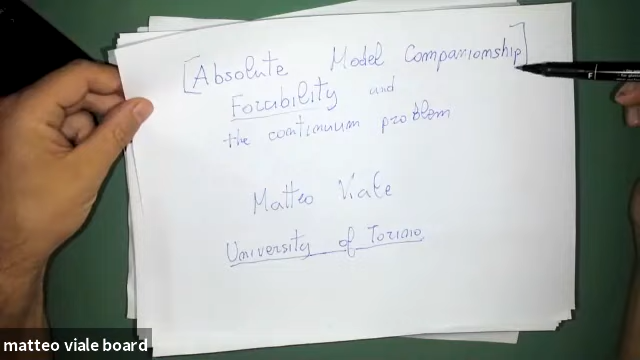 [Absolute Model Companionship]
Forcibility and
the continuum problem
Matteo Viale
University of Torino
matteo viale board